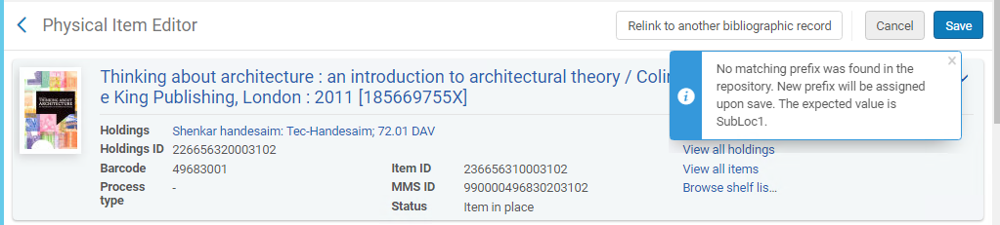 Physical Item Editor
Relink to another bibliographic record
Cancel
Save
No matching prefix was found in the
repository. New prefix will be assigned
upon save. The expected value is
SubLoc1.
Thinking about architecture : an introduction to architectural theory / Colin
e King Publishing, London : 2011 [185669755X]
THINKING ABOUT
ARCHITECTURE
Holdings Shenkar handesaim: Tec-Handesaim; 72.01 DAV
Holdings ID 226656320003102
View all holdings
Barcode 49683001 Item ID 236656310003102 View all items
Process type - MMS ID 990000496830203102 Browse shelf lis...
Status Item in place